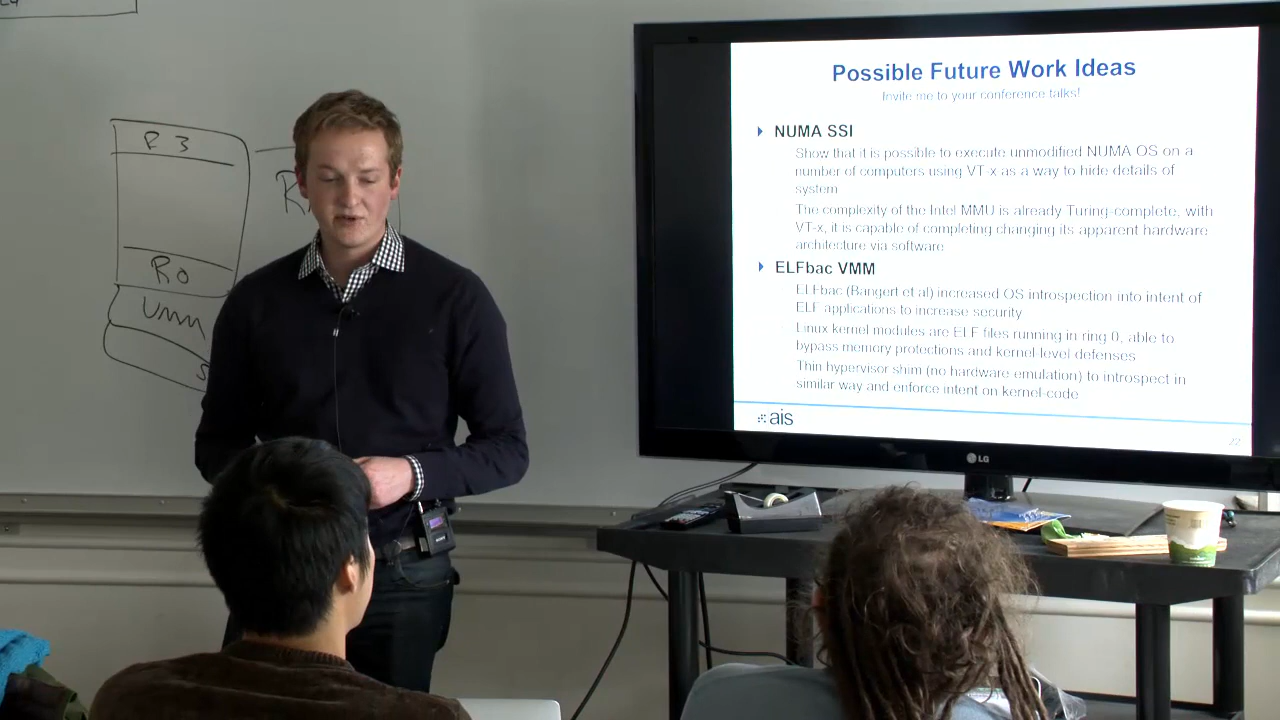 R 3
R0
VMM
Possible Future Work Ideas
Invite me to your conference talks!
NUMA SSI
Show that it is possible to execute unmodified NUMA OS on a
number of computers using VT-x as a way to hide details of
system
The complexity of the Intel MMU is already Turing-complete, with
VT-x, it is capable of completing changing its apparent hardware
architecture via software
ELFbac VMM
ELFbac (Bangert et al) increased OS introspection into intent of
ELF applications to increase security
Linux kernel modules are ELF files running in ring 0, able to
bypass memory protections and kernel-level defenses
Thin hypervisor shim (no hardware emulation) to introspect in
similar way and enforce intent on kernel-code
ais
22
LG